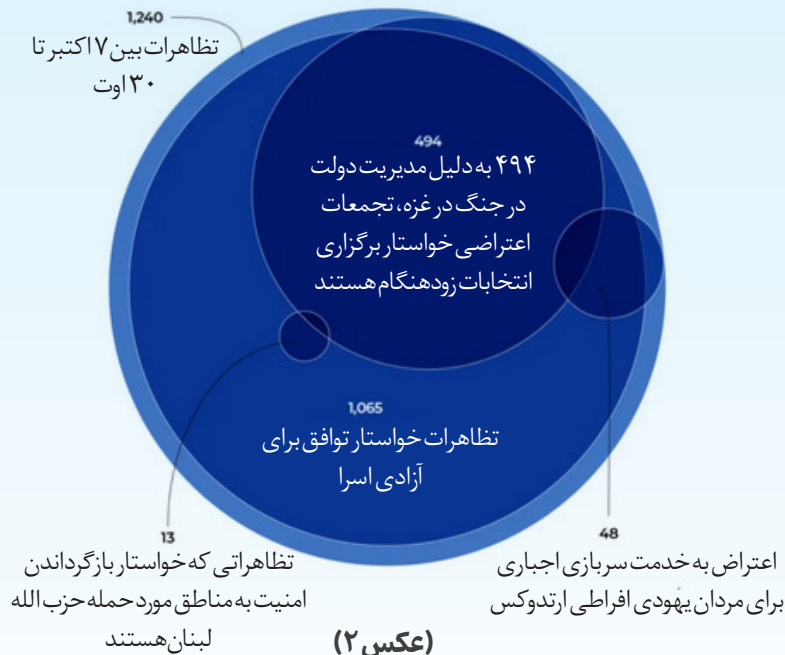 1,240
تظاهرات بین ۷ اکتبر تا
۳۰ اوت
494
۴۹۴ به دلیل مدیریت دولت
در جنگ در غزه، تجمعات
اعتراضی خواستار برگزاری
انتخابات زودهنگام هستند
1,065
تظاهرات خواستار توافق برای
آزادی اسرا
48
اعتراض به خدمت سربازی اجباری
برای مردان یهودی افراطی ارتدوکس
13
تظاهراتی که خواستار بازگرداندن
امنیت به مناطق مورد حمله حزب الله
لبنان هستند
(عکس ۲)